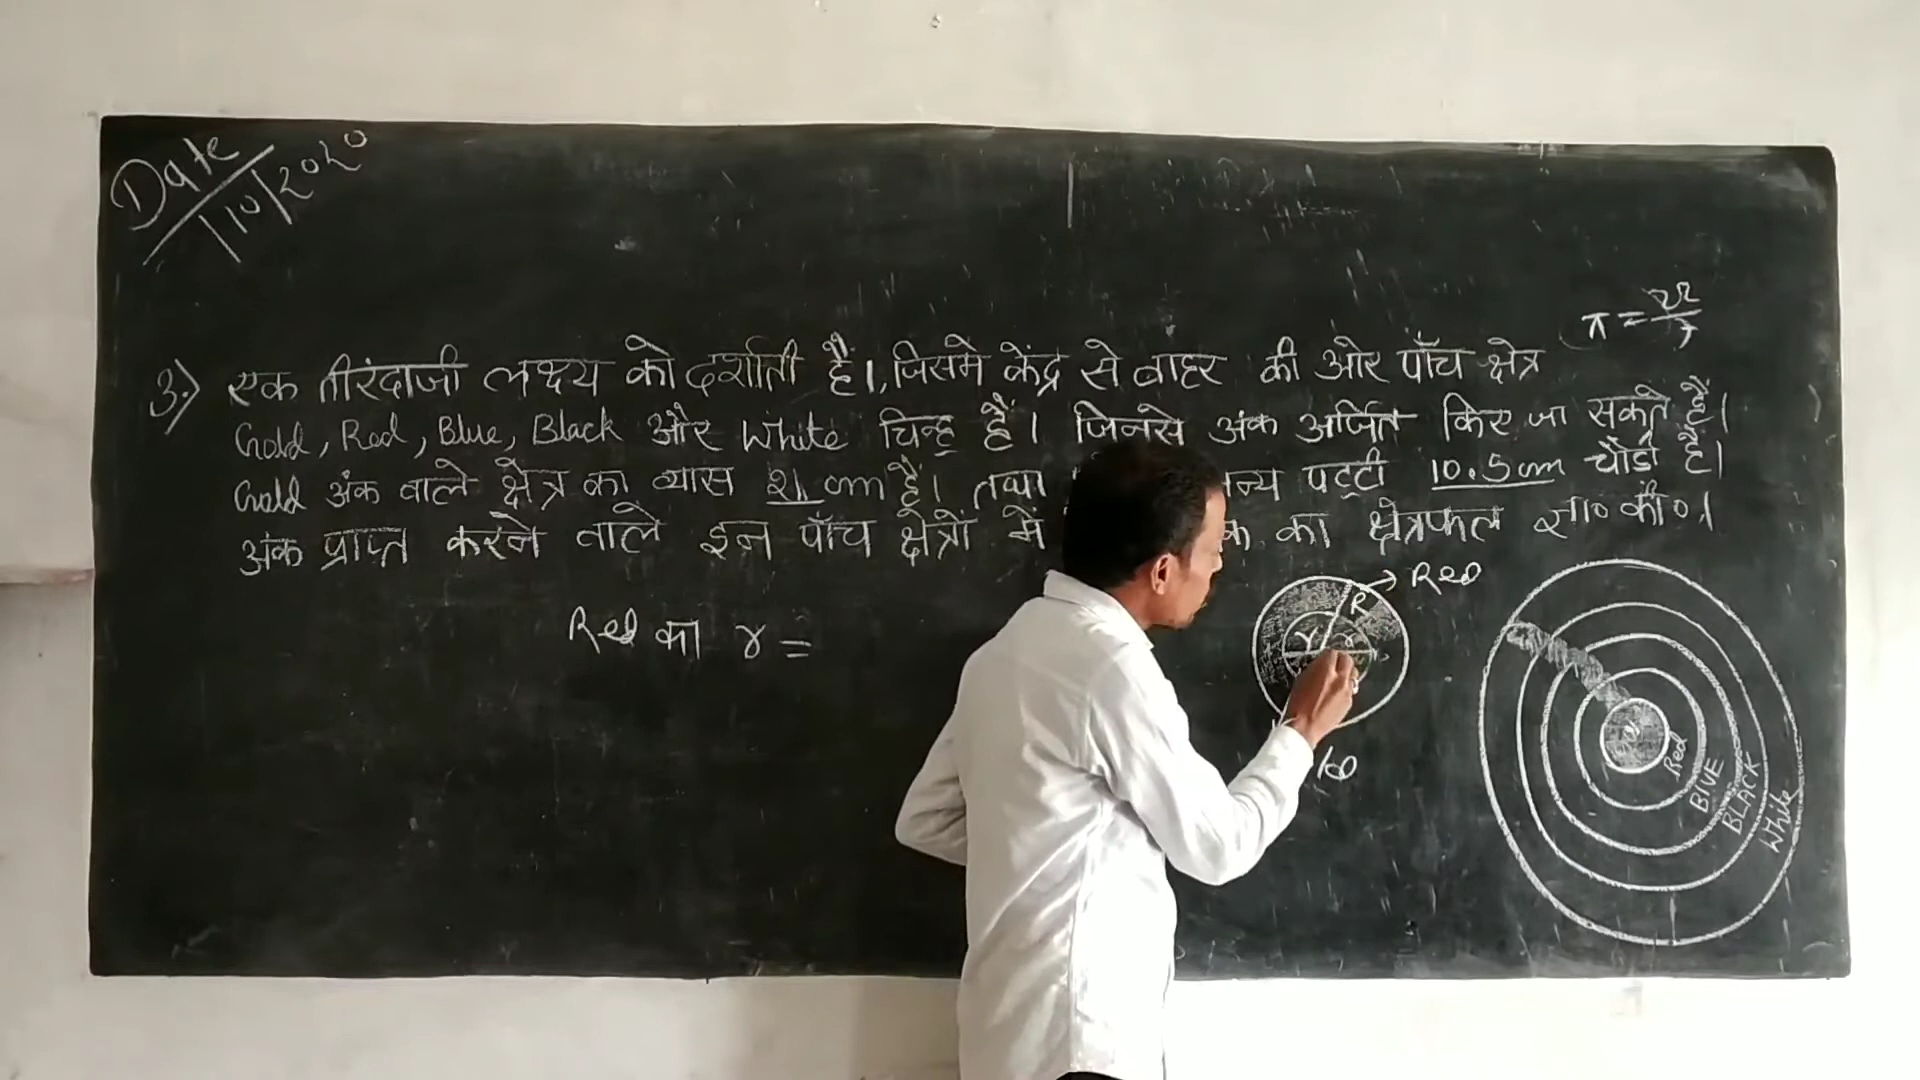 Date
1/10/2020
π = 22/7
3.) एक तीरंदाजी लक्ष्य को दर्शाती है।, जिसमे केंद्र से बाहर की ओर पाँच क्षेत्र
Gold, Red, Blue, Black और White चिन्ह हैं। जिनसे अंक अर्जित किए जा सकते हैं।
Gold अंक वाले क्षेत्र का व्यास 21 cm है। तथा न्य पट्टी 10.5 cm चौडी है।
अंक प्राप्त करने वाले इन पाँच क्षेत्रों में क का क्षेत्रफल ज्ञा० की०।
Red का r =
Red
R
r r
Red
BlVE
BLACK
White